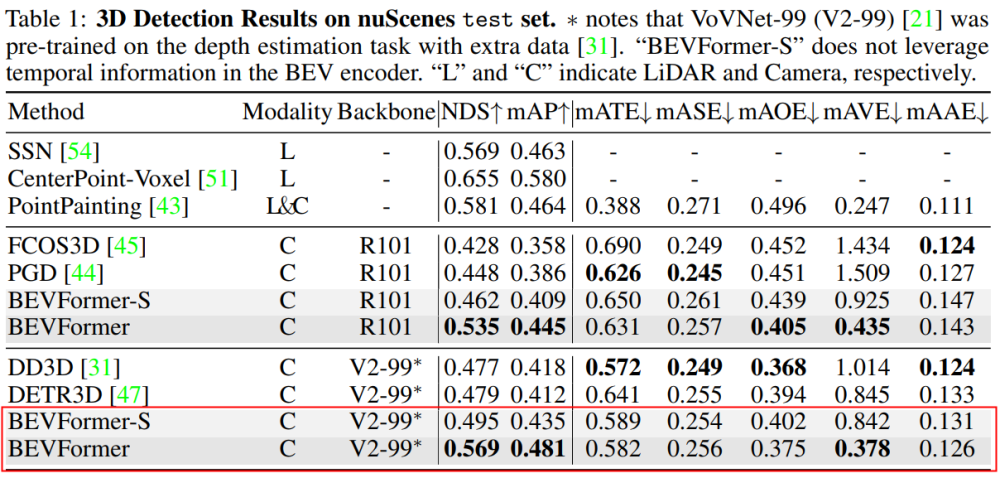 Table 1: 3D Detection Results on nuScenes test set. ∗ notes that VoVNet-99 (V2-99) [21] was
pre-trained on the depth estimation task with extra data [31]. “BEVFormer-S” does not leverage
temporal information in the BEV encoder. “L” and “C” indicate LiDAR and Camera, respectively.
Method Modality Backbone NDS↑ mAP↑ mATE↓ mASE↓ mAOE↓ mAVE↓ mAAE↓
SSN [54] L - 0.569 0.463 - - - - -
CenterPoint-Voxel [51] L - 0.655 0.580 - - - - -
PointPainting [43] L&C - 0.581 0.464 0.388 0.271 0.496 0.247 0.111
FCOS3D [45] C R101 0.428 0.358 0.690 0.249 0.452 1.434 0.124
PGD [44] C R101 0.448 0.386 0.626 0.245 0.451 1.509 0.127
BEVFormer-S C R101 0.462 0.409 0.650 0.261 0.439 0.925 0.147
BEVFormer C R101 0.535 0.445 0.631 0.257 0.405 0.435 0.143
DD3D [31] C V2-99∗ 0.477 0.418 0.572 0.249 0.368 1.014 0.124
DETR3D [47] C V2-99∗ 0.479 0.412 0.641 0.255 0.394 0.845 0.133
BEVFormer-S C V2-99∗ 0.495 0.435 0.589 0.254 0.402 0.842 0.131
BEVFormer C V2-99∗ 0.569 0.481 0.582 0.256 0.375 0.378 0.126